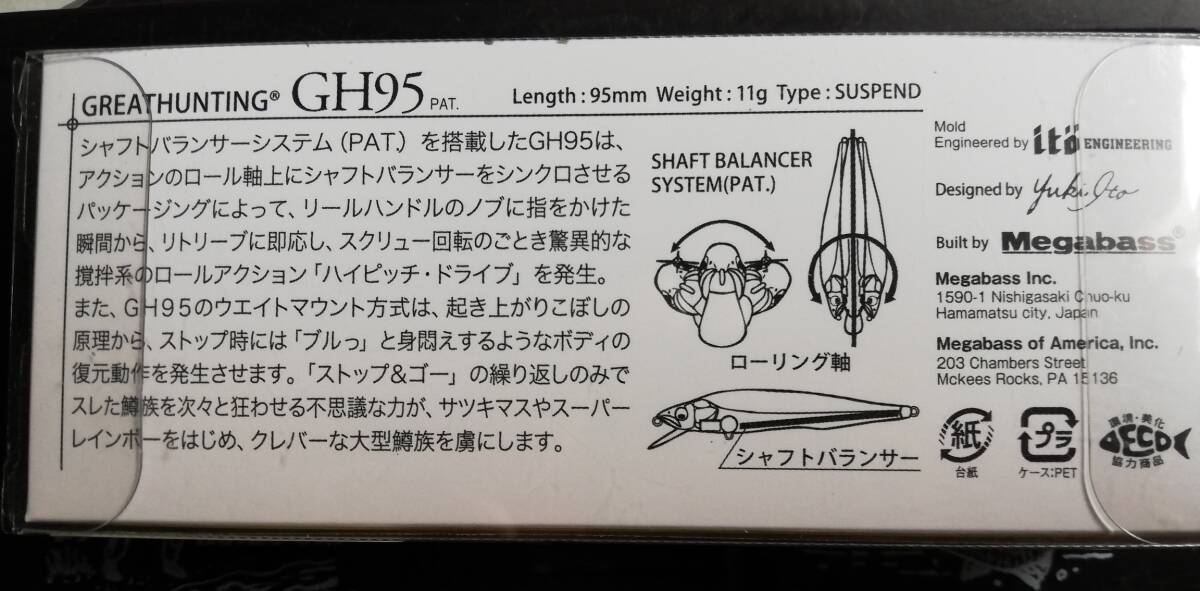 GREATHUNTING® GH95 PAT.
Length : 95mm Weight : 11g Type : SUSPEND
シャフトバランサーシステム（PAT.）を搭載したGH95は、
アクションのロール軸上にシャフトバランサーをシンクロさせる
パッケージングによって、リールハンドルのノブに指をかけた
瞬間から、リトリーブに即応し、スクリュー回転のごとき驚異的な
撹拌系のロールアクション「ハイピッチ・ドライブ」を発生。
また、GH95のウエイトマウント方式は、起き上がりこぼしの
原理から、ストップ時には「ブルっ」と身悶えするようなボディの
復元動作を発生させます。「ストップ&ゴー」の繰り返しのみで
スレた鱒族を次々と狂わせる不思議な力が、サツキマスやスーパー
レインボーをはじめ、クレバーな大型鱒族を虜にします。
SHAFT BALANCER
SYSTEM(PAT.)
ローリング軸
シャフトバランサー
Mold
Engineered by itö ENGINEERING
Designed by Yuki Ito
Built by Megabass®
Megabass Inc.
1590-1 Nishigasaki Chuo-ku
Hamamatsu city, Japan
Megabass of America, Inc.
203 Chambers Street
Mckees Rocks, PA 15136
紙
台紙
プラ
ケース:PET
環境・美化
ECO
協力商品